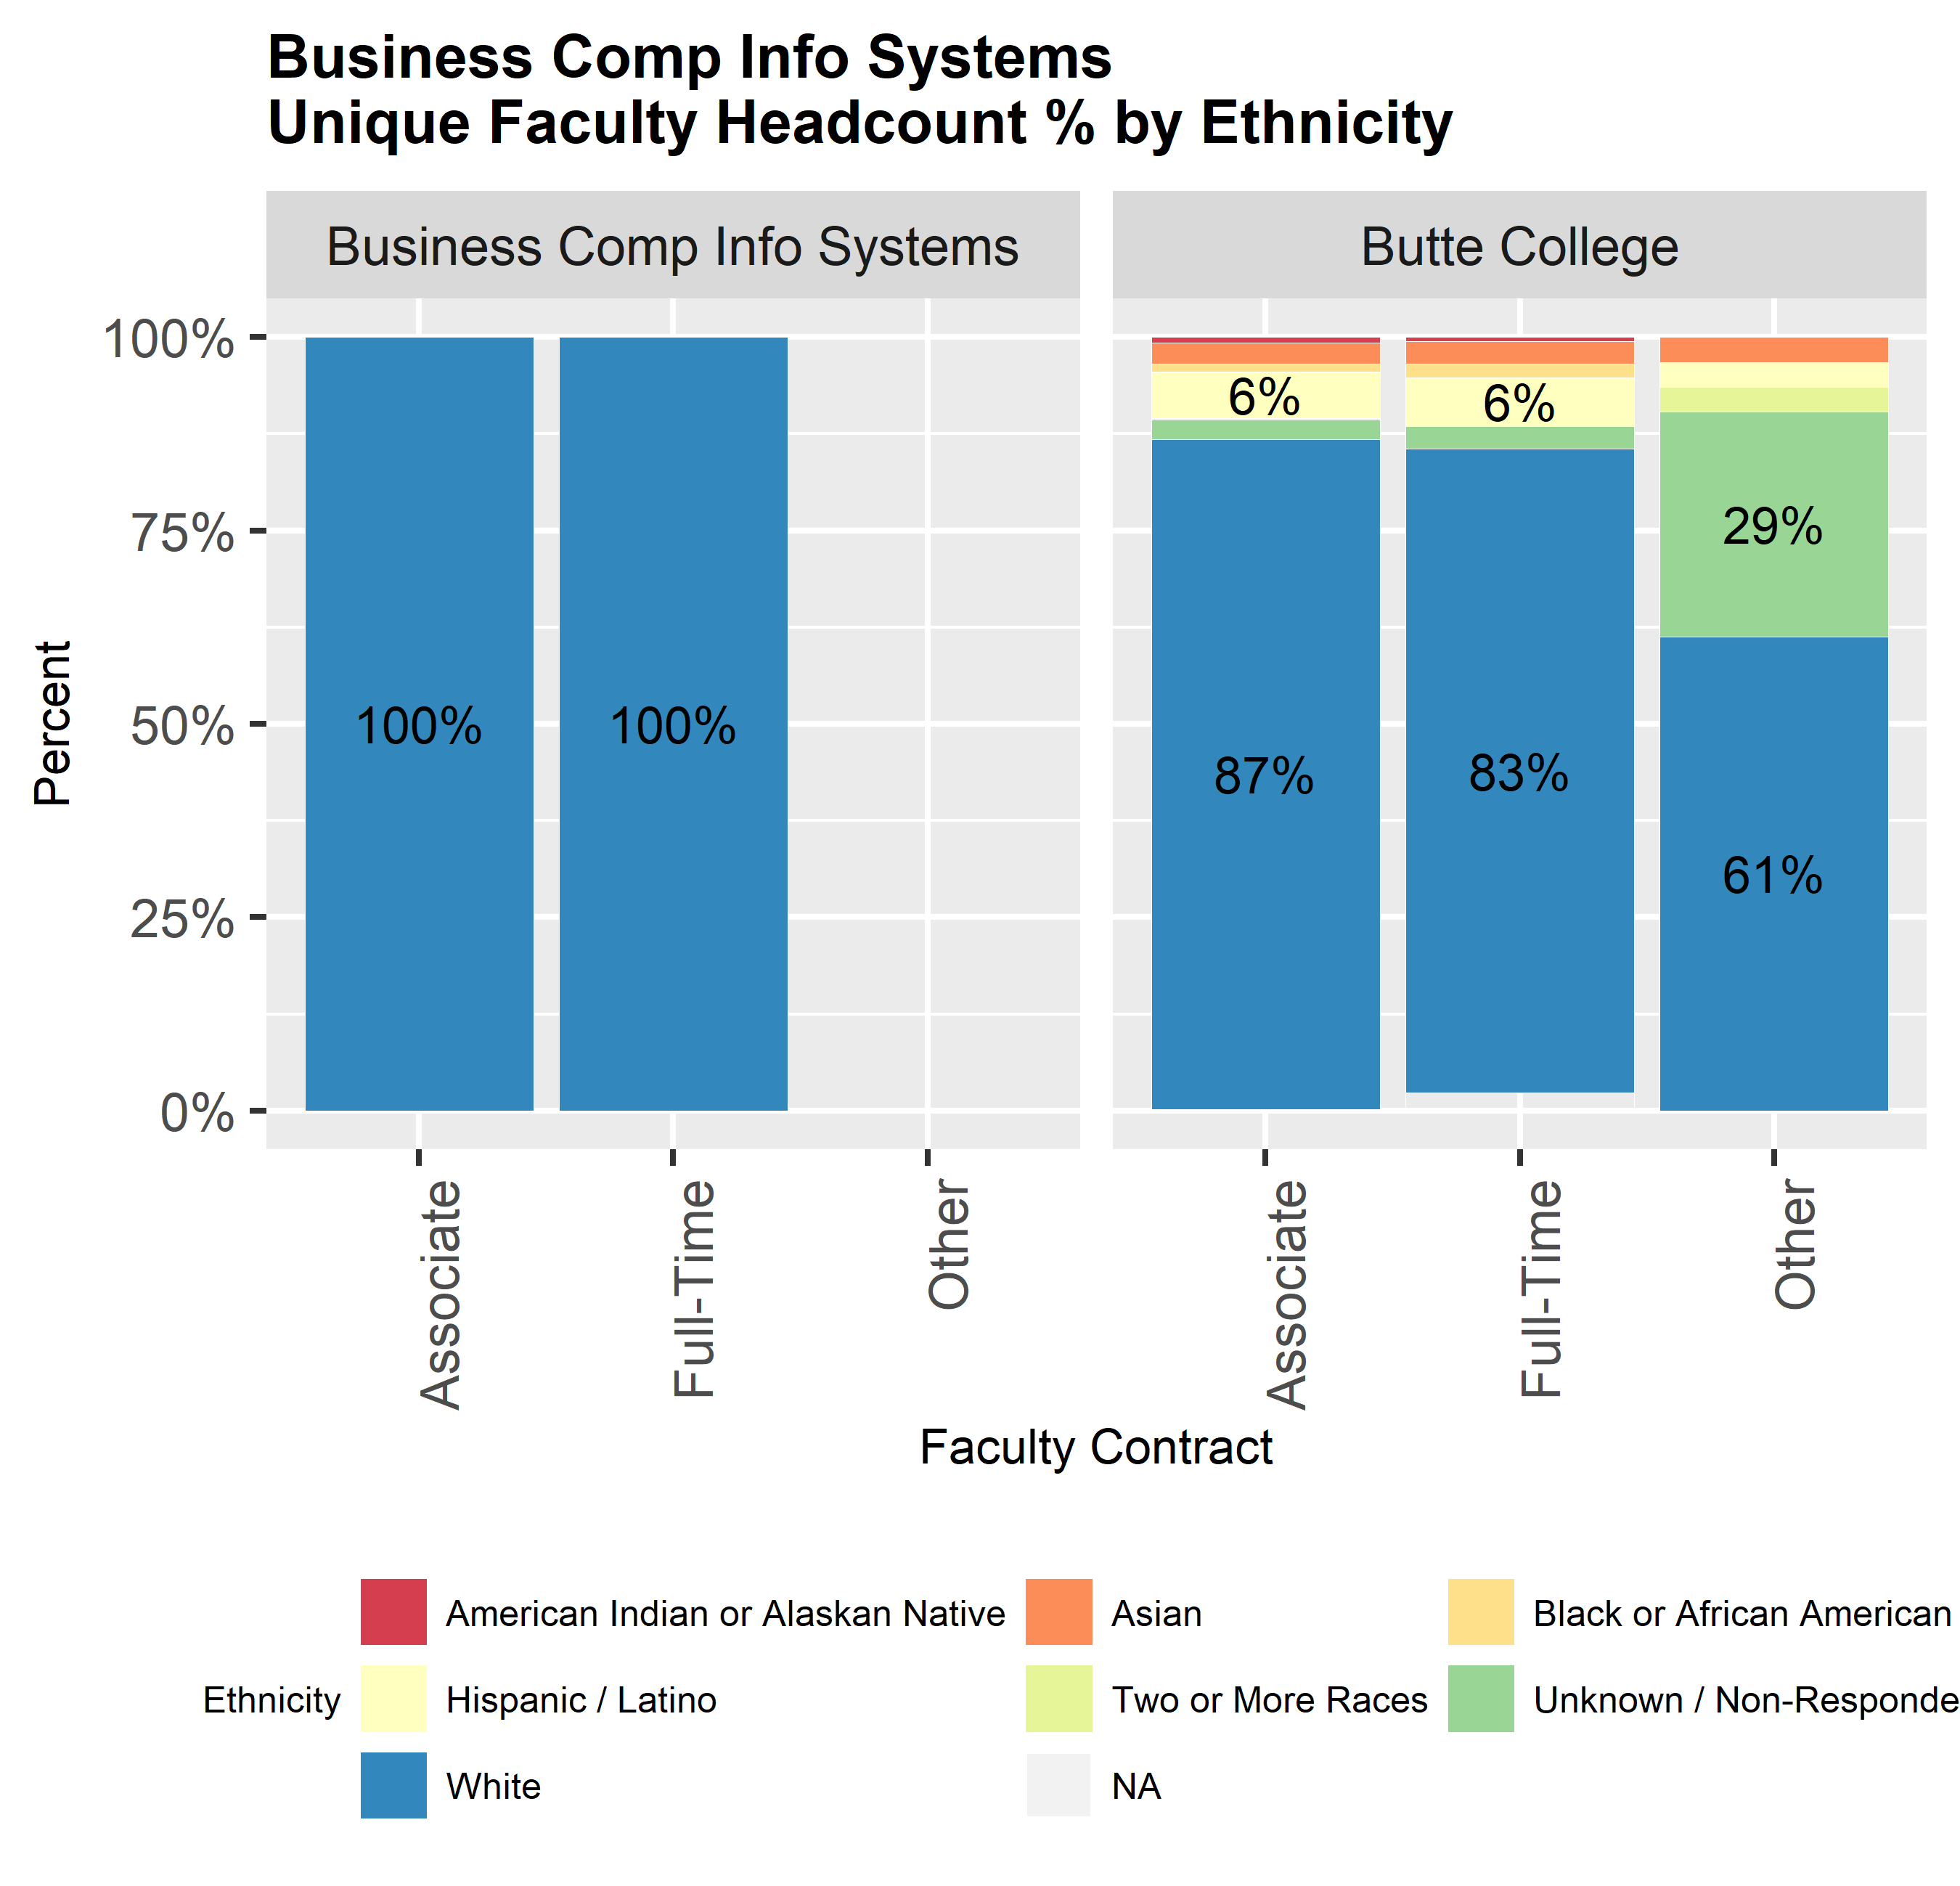 Business Comp Info Systems
Unique Faculty Headcount % by Ethnicity
Business Comp Info Systems
Butte College
Percent
100%
75%
50%
25%
0%
100%
100%
6%
6%
29%
87%
83%
61%
Associate
Full-Time
Other
Associate
Full-Time
Other
Faculty Contract
Ethnicity
American Indian or Alaskan Native
Asian
Black or African American
Hispanic / Latino
Two or More Races
Unknown / Non-Responde
White
NA